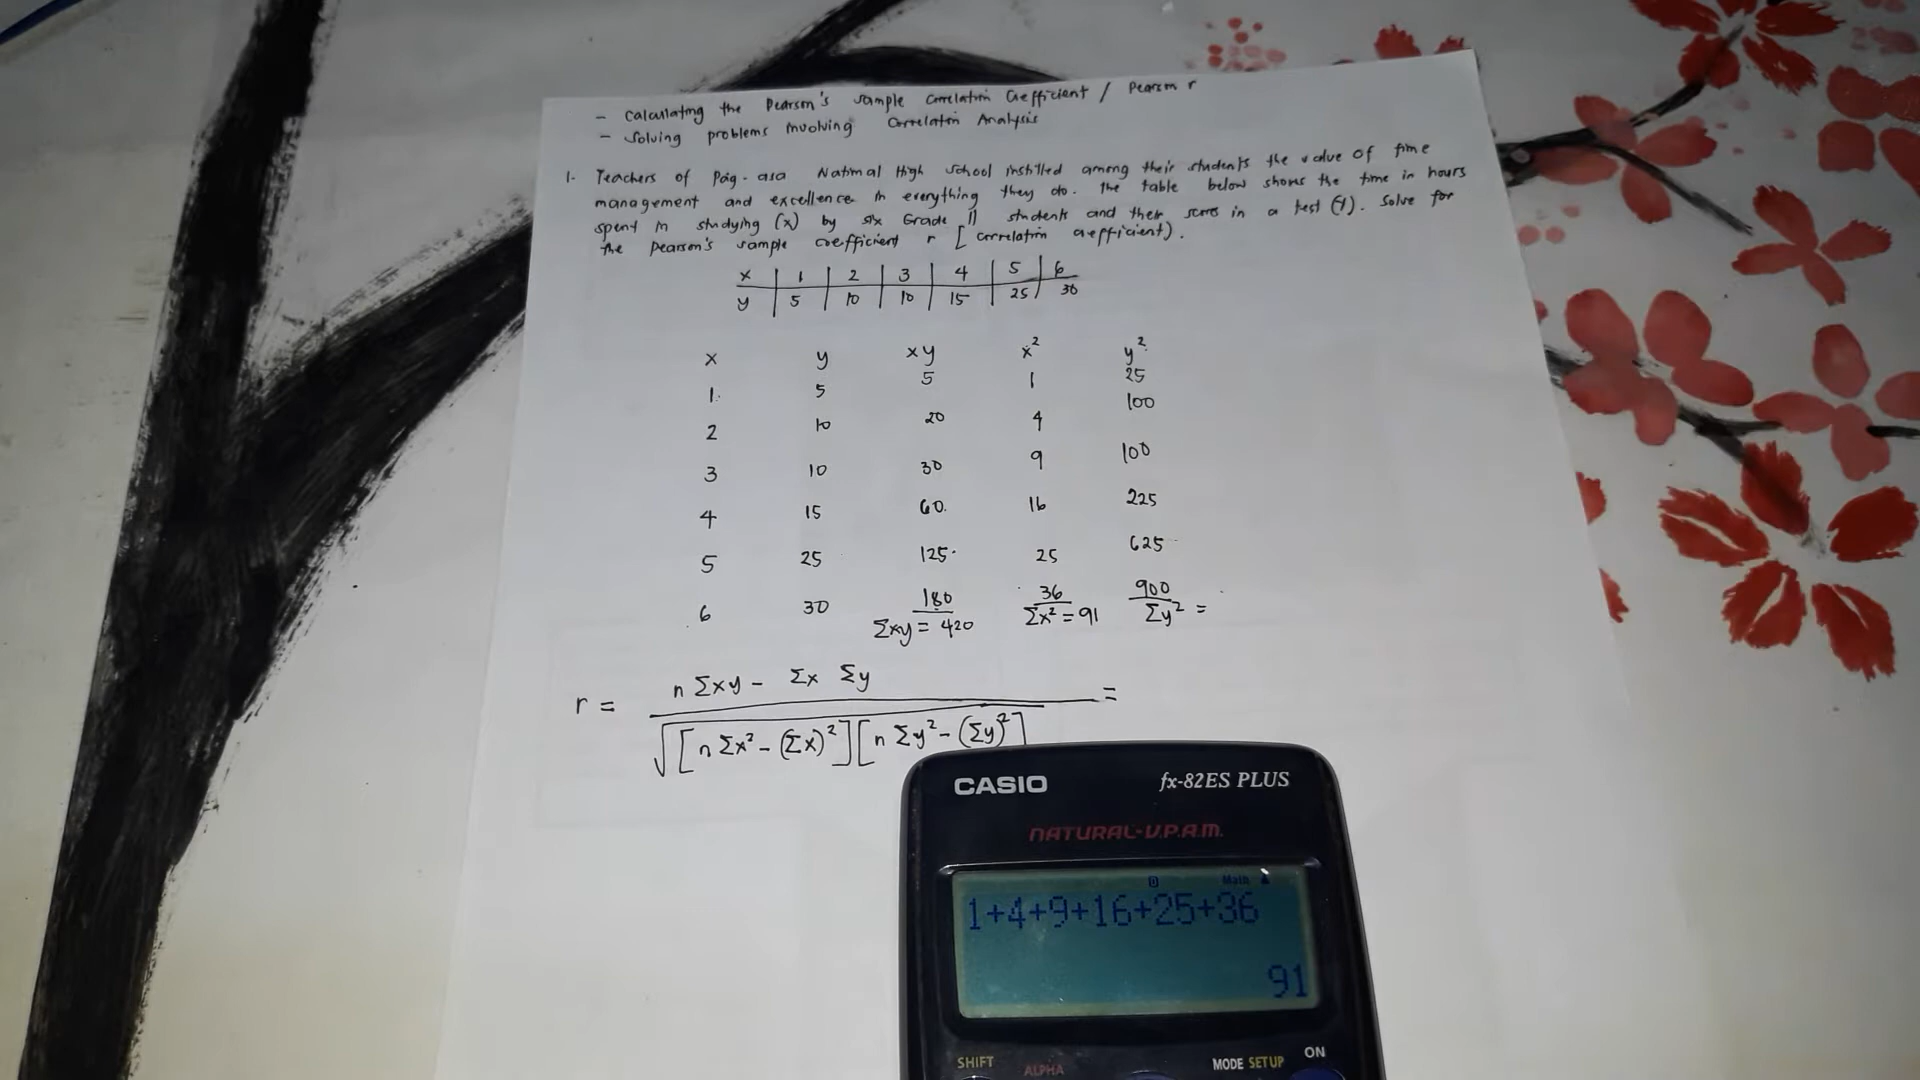 - Calculating the Pearson's sample Correlation Coefficient / Pearson r
- Solving problems involving Correlation Analysis
1. Teachers of Pag-asa National High School instilled among their students the value of time
management and excellence in everything they do. The table below shows the time in hours
spent in studying (x) by six Grade 11 students and their scores in a test (Y). Solve for
the Pearson's sample coefficient r [correlation coefficient).
x 1 2 3 4 5 6
y 5 10 10 15 25 30
x y xy x² y²
1 5 5 1 25
2 10 20 4 100
3 10 30 9 100
4 15 60 16 225
5 25 125 25 625
6 30 180 36 900
Σxy = 420 Σx² = 91 Σy² =
r = n Σxy - Σx Σy =
√[n Σx² - (Σx)²][n Σy² - (Σy)²]
CASIO fx-82ES PLUS
NATURAL-V.P.A.M.
D Math ▲
1+4+9+16+25+36
91
SHIFT ALPHA MODE SETUP ON